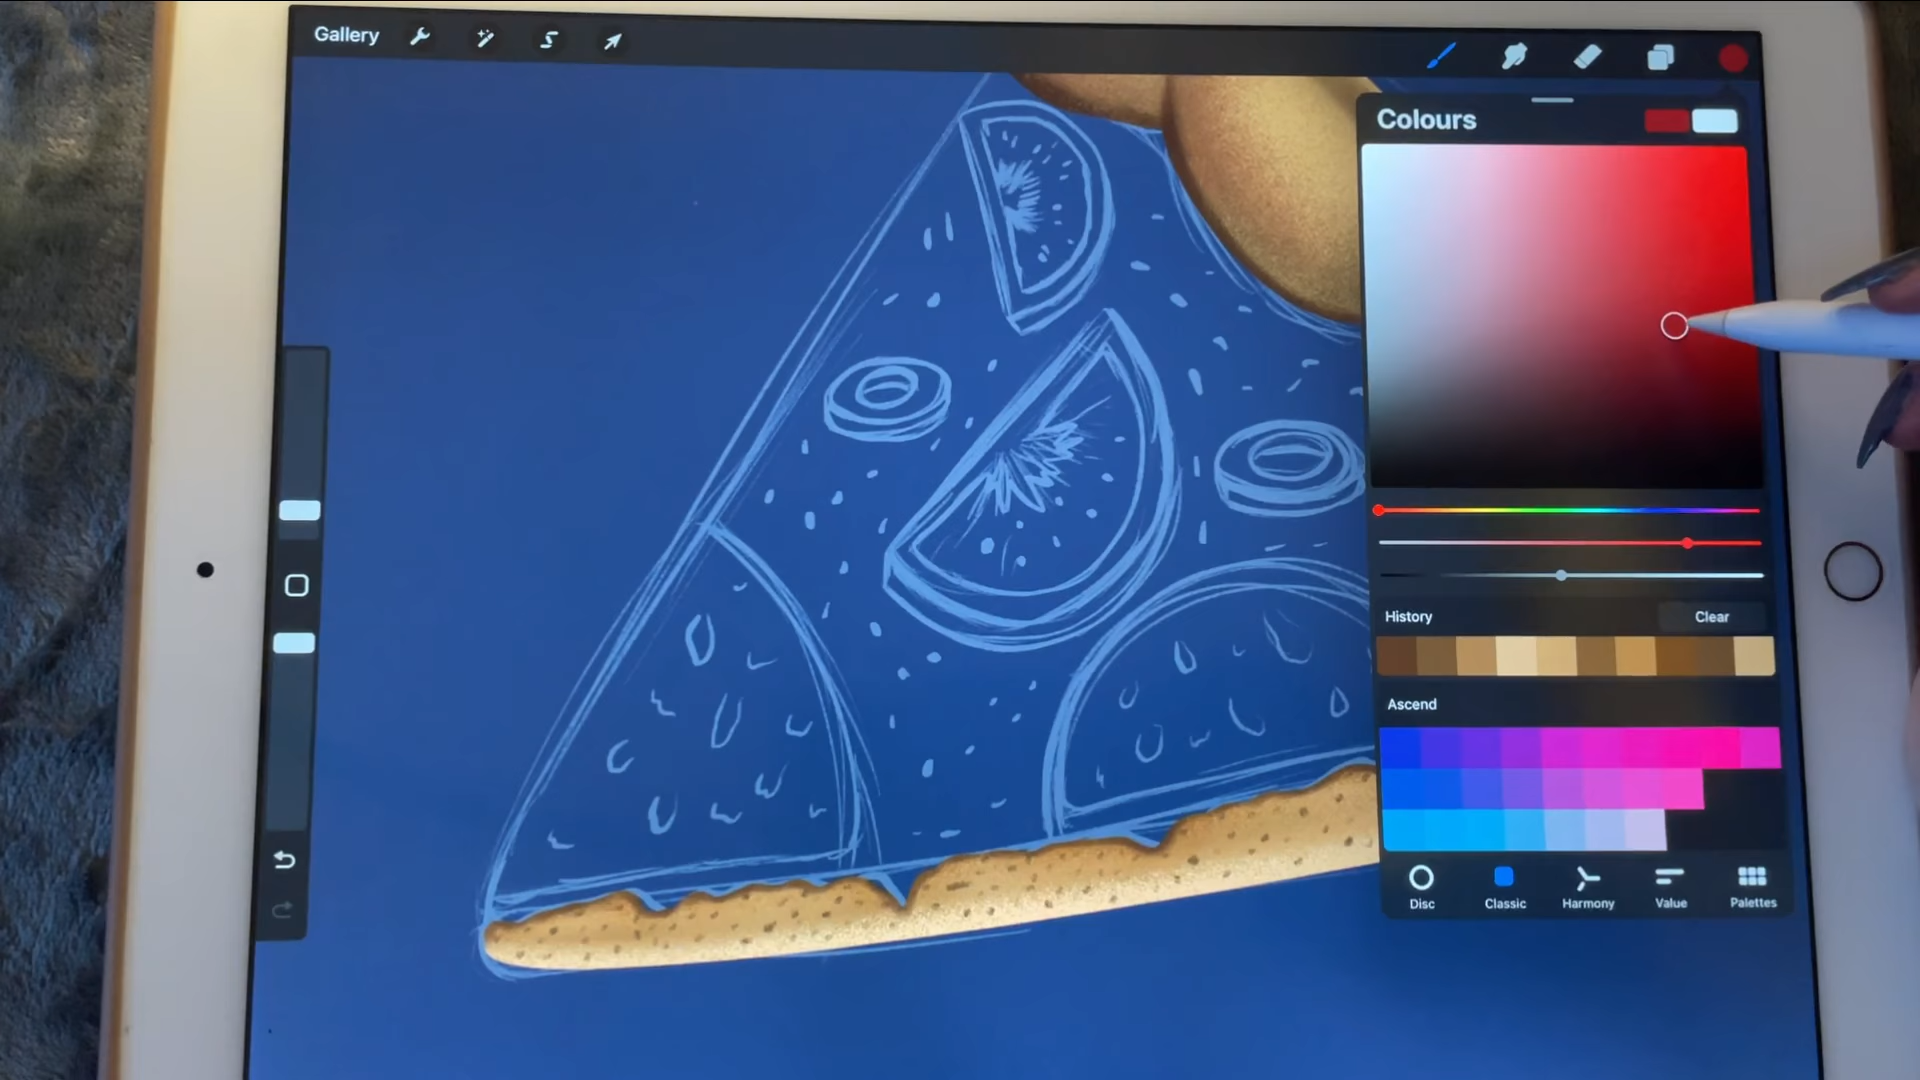 Gallery
Colours
History
Clear
Ascend
Disc
Classic
Harmony
Value
Palettes